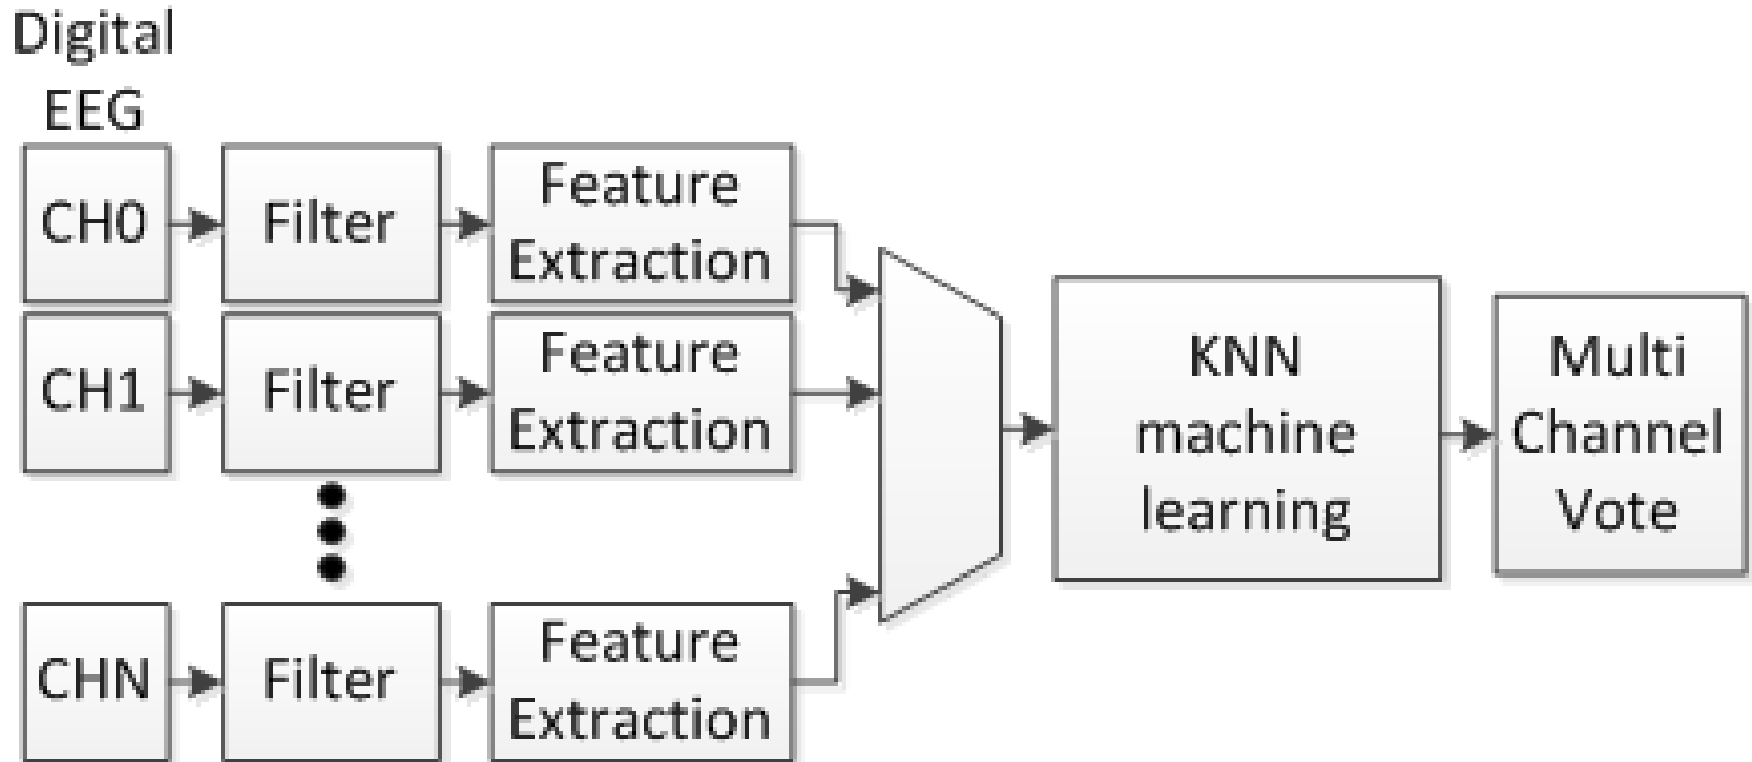 Digital
EEG
CH0
Filter
Feature
Extraction
CH1
Filter
Feature
Extraction
CHN
Filter
Feature
Extraction
KNN
machine
learning
Multi
Channel
Vote